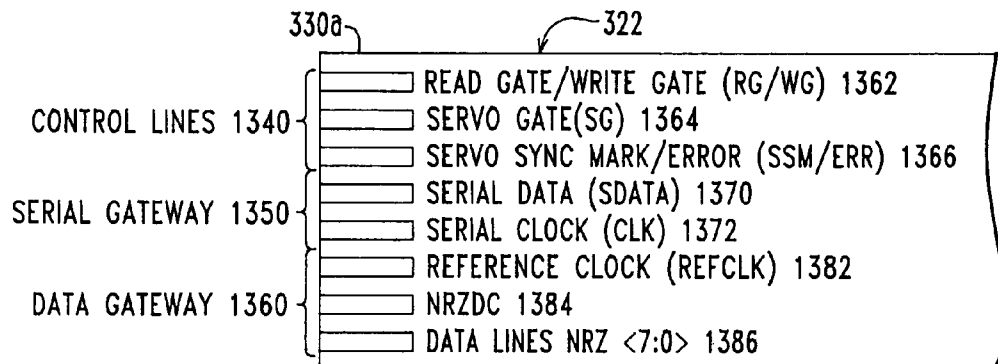 330a
322
CONTROL LINES 1340
READ GATE/WRITE GATE (RG/WG) 1362
SERVO GATE(SG) 1364
SERVO SYNC MARK/ERROR (SSM/ERR) 1366
SERIAL GATEWAY 1350
SERIAL DATA (SDATA) 1370
SERIAL CLOCK (CLK) 1372
DATA GATEWAY 1360
REFERENCE CLOCK (REFCLK) 1382
NRZDC 1384
DATA LINES NRZ <7:0> 1386